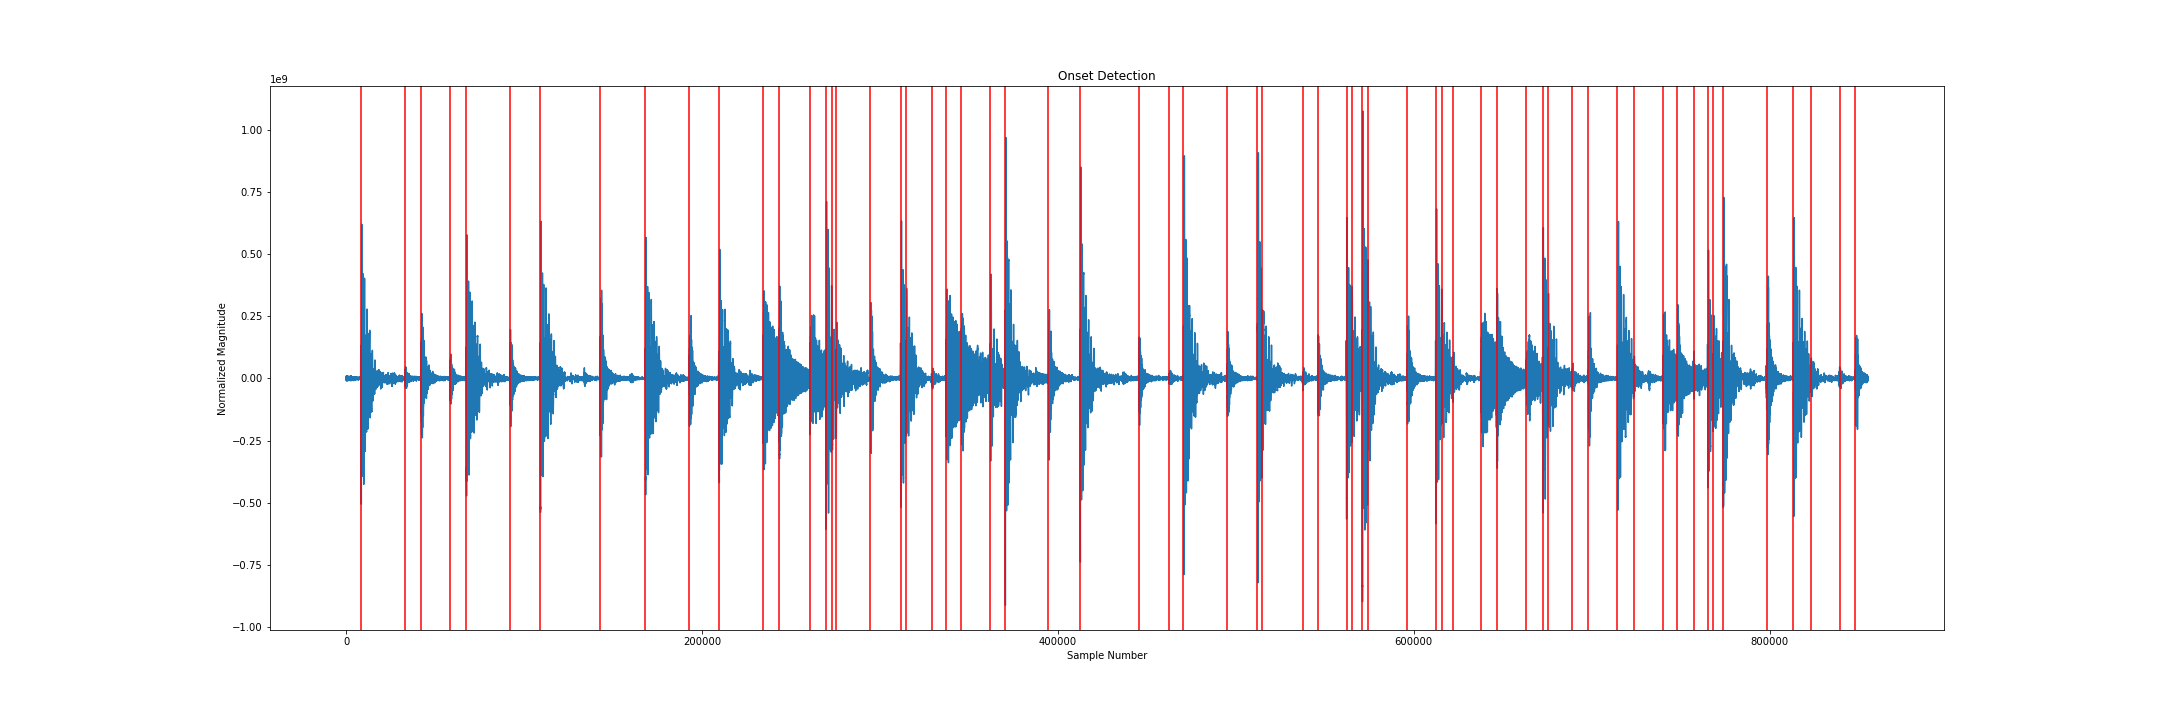 Onset Detection
1e9
1.00
0.75
0.50
0.25
0.00
−0.25
−0.50
−0.75
−1.00
Normalized Magnitude
0 200000 400000 600000 800000
Sample Number